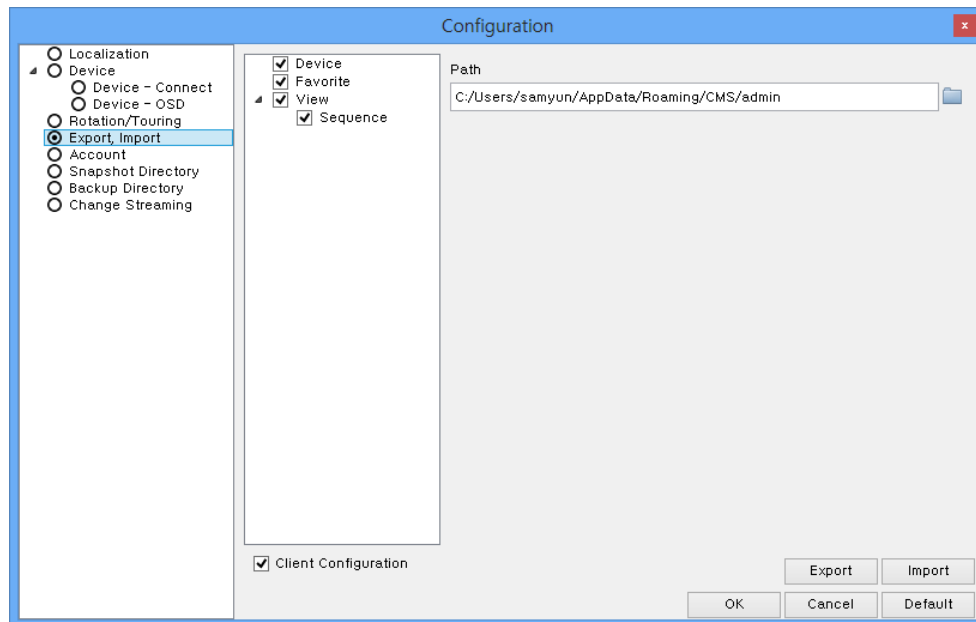 Configuration
x
Localization
Device
Device - Connect
Device - OSD
Rotation/Touring
Export, Import
Account
Snapshot Directory
Backup Directory
Change Streaming
Device
Favorite
View
Sequence
Client Configuration
Path
C:/Users/samyun/AppData/Roaming/CMS/admin
Export Import
OK Cancel Default